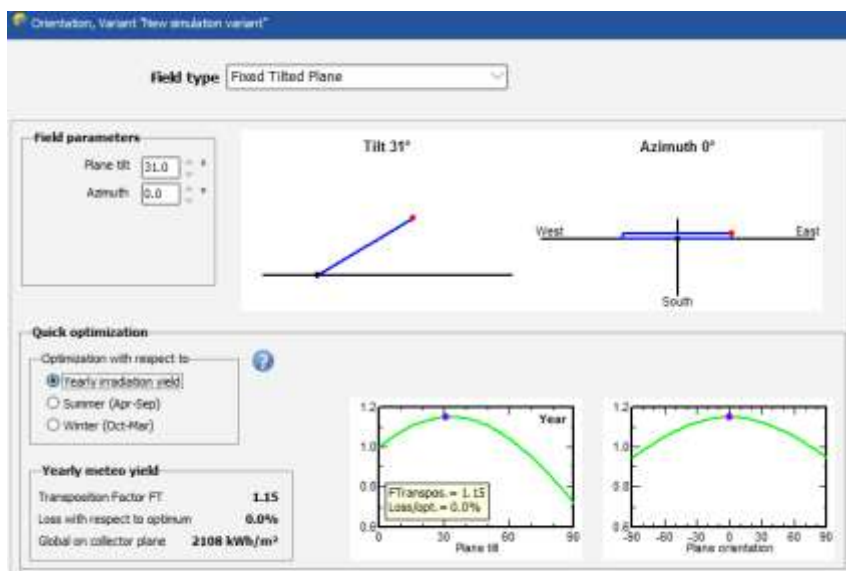 Orientation, Variant "New simulation variant"
Field type Fixed Tilted Plane
Field parameters
Plane tilt 31.0 °
Azimuth 0.0 °
Tilt 31°
Azimuth 0°
West
East
South
Quick optimization
Optimization with respect to
Yearly irradiation yield
Summer (Apr-Sep)
Winter (Oct-Mar)
Yearly meteo yield
Transposition Factor FT 1.15
Loss with respect to optimum 0.0%
Global on collector plane 2108 kWh/m²
Year
1.2
1.0
0.8
0.6
FTranspos. = 1.15
Loss/opt. = 0.0%
0 30 60 90
Plane tilt
1.2
1.0
0.8
0.6
-90 -60 -30 0 30 60 90
Plane orientation